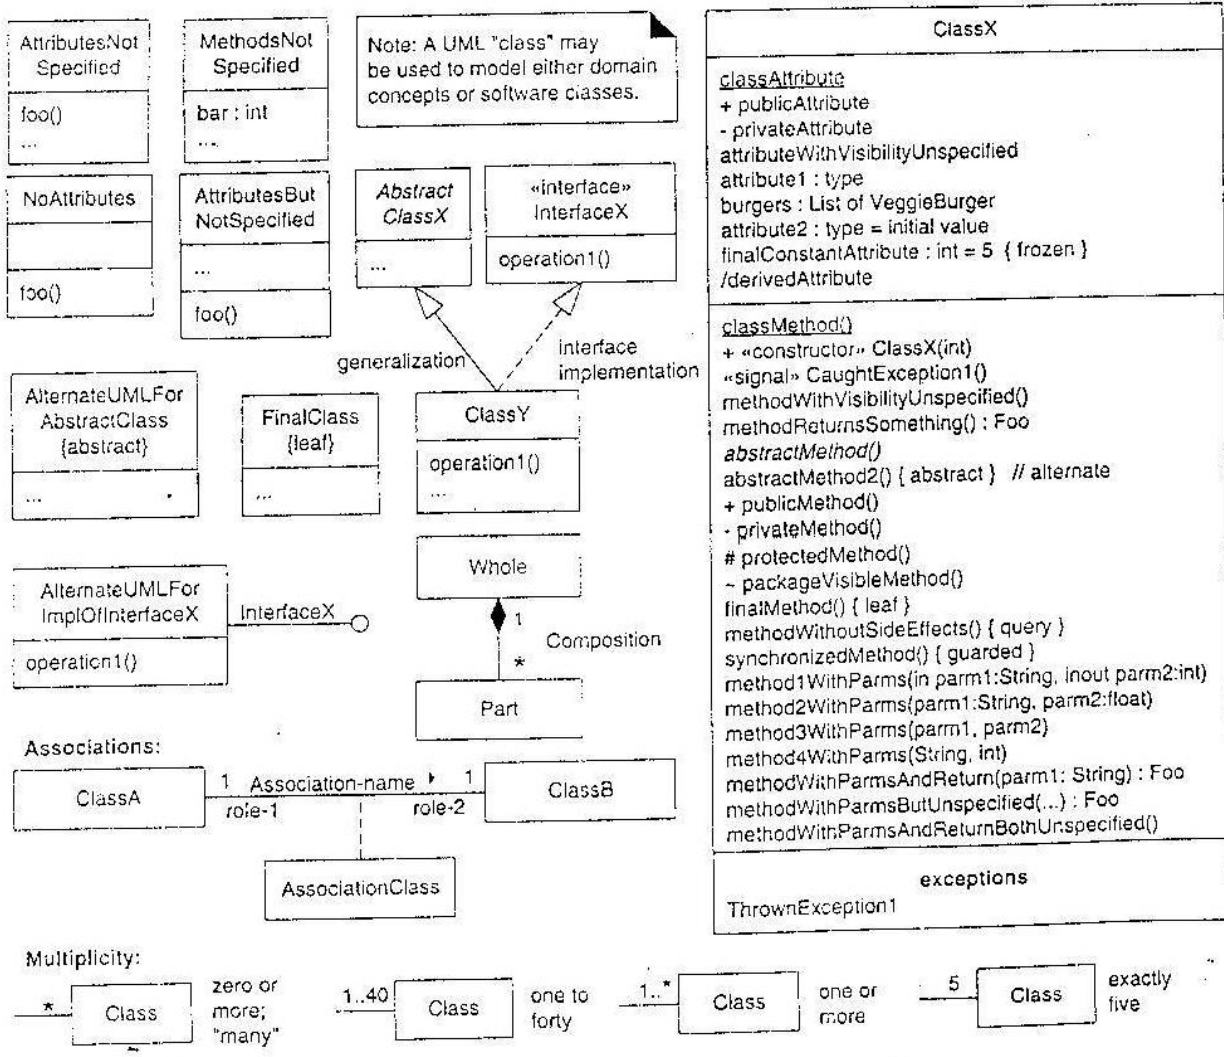 AttributesNot
Specified
foo()
...
MethodsNot
Specified
bar : int
...
Note: A UML "class" may
be used to model either domain
concepts or software classes.
NoAttributes
foo()
AttributesBut
NotSpecified
...
foo()
Abstract
ClassX
...
«interface»
InterfaceX
operation1()
generalization
interface
implementation
AlternateUMLFor
AbstractClass
{abstract}
...
FinalClass
{leaf}
...
ClassY
operation1()
...
AlternateUMLFor
ImplOfInterfaceX
operation1()
InterfaceX
Whole
1
Composition
*
Part
Associations:
ClassA
1 Association-name 1
role-1 role-2
ClassB
AssociationClass
ClassX
classAttribute
+ publicAttribute
- privateAttribute
attributeWithVisibilityUnspecified
attribute1 : type
burgers : List of VeggieBurger
attribute2 : type = initial value
finalConstantAttribute : int = 5 { frozen }
/derivedAttribute
classMethod()
+ «constructor» ClassX(int)
«signal» CaughtException1()
methodWithVisibilityUnspecified()
methodReturnsSomething() : Foo
abstractMethod()
abstractMethod2() { abstract } // alternate
+ publicMethod()
- privateMethod()
# protectedMethod()
~ packageVisibleMethod()
finalMethod() { leaf }
methodWithoutSideEffects() { query }
synchronizedMethod() { guarded }
method1WithParms(in parm1:String, inout parm2:int)
method2WithParms(parm1:String, parm2:float)
method3WithParms(parm1, parm2)
method4WithParms(String, int)
methodWithParmsAndReturn(parm1: String) : Foo
methodWithParmsButUnspecified(...) : Foo
methodWithParmsAndReturnBothUnspecified()
exceptions
ThrownException1
Multiplicity:
*
Class
zero or
more;
"many"
1..40
Class
one to
forty
1..*
Class
one or
more
5
Class
exactly
five